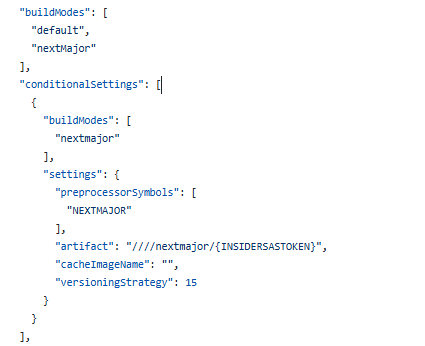 "buildModes": [
"default",
"nextMajor"
],
"conditionalSettings": [
{
"buildModes": [
"nextmajor"
],
"settings": {
"preprocessorSymbols": [
"NEXTMAJOR"
],
"artifact": "////nextmajor/{INSIDERSASTOKEN}",
"cacheImageName": "",
"versioningStrategy": 15
}
}
],